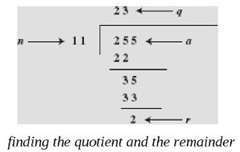 23 ← q
n → 11 255 ← a
22
35
33
2 ← r
finding the quotient and the remainder